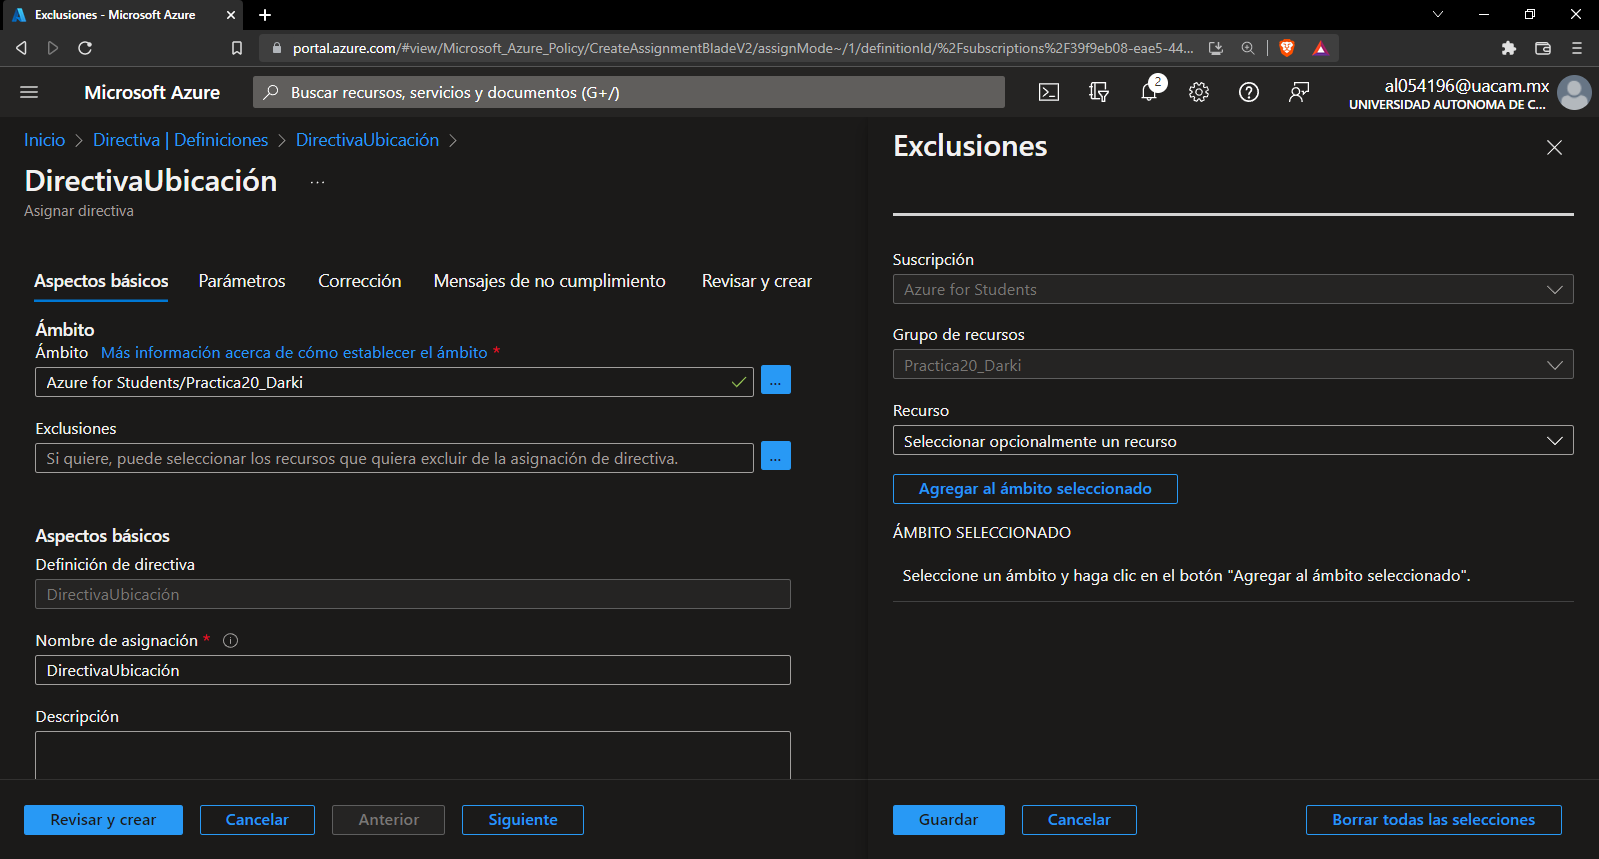 Exclusiones - Microsoft Azure
portal.azure.com/#view/Microsoft_Azure_Policy/CreateAssignmentBladeV2/assignMode~/1/definitionId/%2Fsubscriptions%2F39f9eb08-eae5-44...
Microsoft Azure
Buscar recursos, servicios y documentos (G+/)
2
al054196@uacam.mx
UNIVERSIDAD AUTONOMA DE C...
Inicio > Directiva | Definiciones > DirectivaUbicación >
DirectivaUbicación ...
Asignar directiva
Aspectos básicos Parámetros Corrección Mensajes de no cumplimiento Revisar y crear
Ámbito
Ámbito Más información acerca de cómo establecer el ámbito *
Azure for Students/Practica20_Darki
...
Exclusiones
Si quiere, puede seleccionar los recursos que quiera excluir de la asignación de directiva.
...
Aspectos básicos
Definición de directiva
DirectivaUbicación
Nombre de asignación *
DirectivaUbicación
Descripción
Revisar y crear Cancelar Anterior Siguiente
Exclusiones
Suscripción
Azure for Students
Grupo de recursos
Practica20_Darki
Recurso
Seleccionar opcionalmente un recurso
Agregar al ámbito seleccionado
ÁMBITO SELECCIONADO
Seleccione un ámbito y haga clic en el botón "Agregar al ámbito seleccionado".
Guardar Cancelar Borrar todas las selecciones